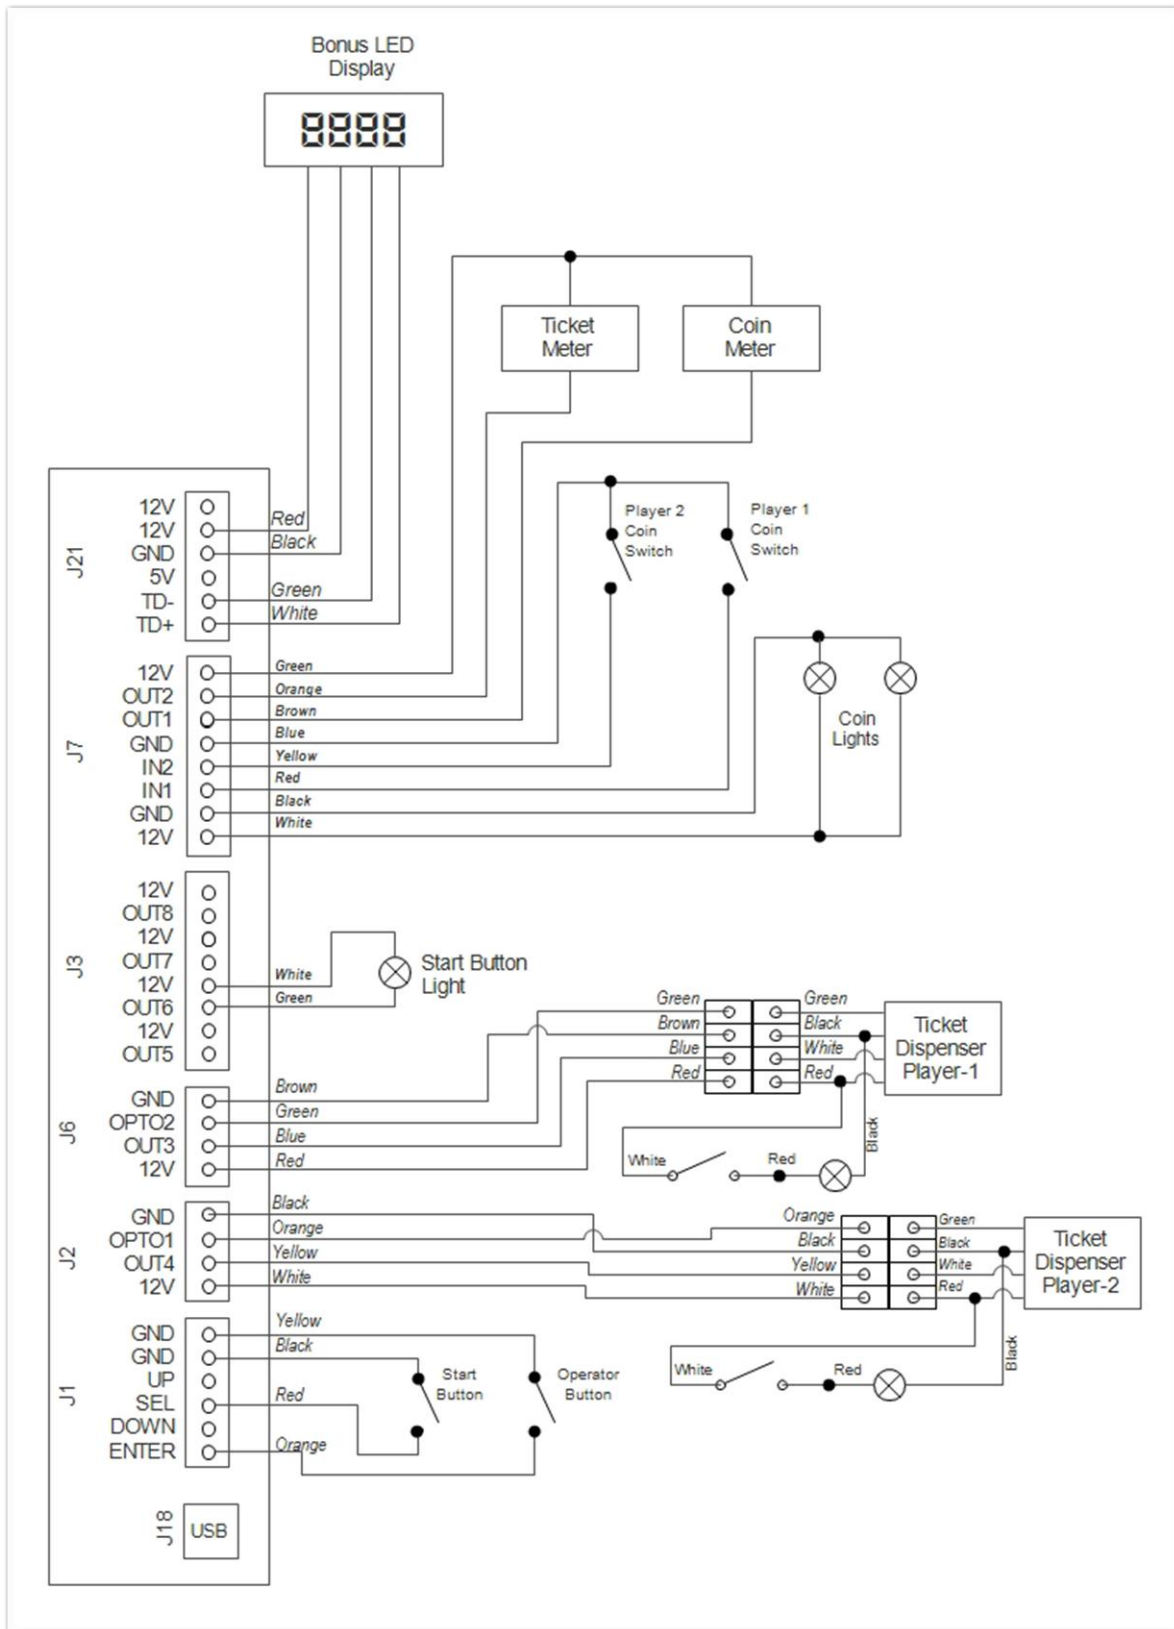 Bonus LED
Display
8888
Ticket
Meter
Coin
Meter
Player 2
Coin
Switch
Player 1
Coin
Switch
Coin
Lights
J21
12V
12V
Red
GND
Black
5V
TD-
Green
TD+
White
J7
12V
Green
OUT2
Orange
OUT1
Brown
GND
Blue
IN2
Yellow
IN1
Red
GND
Black
12V
White
J3
12V
OUT8
12V
OUT7
12V
White
OUT6
Green
12V
OUT5
Start Button
Light
J6
GND
Brown
OPTO2
Green
OUT3
Blue
12V
Red
Green
Brown
Blue
Red
Green
Black
White
Red
Ticket
Dispenser
Player-1
Black
White
Red
J2
GND
Black
OPTO1
Orange
OUT4
Yellow
12V
White
Orange
Black
Yellow
White
Green
Black
White
Red
Ticket
Dispenser
Player-2
Black
White
Red
J1
GND
Yellow
GND
Black
UP
SEL
Red
DOWN
ENTER
Orange
Start
Button
Operator
Button
J18
USB